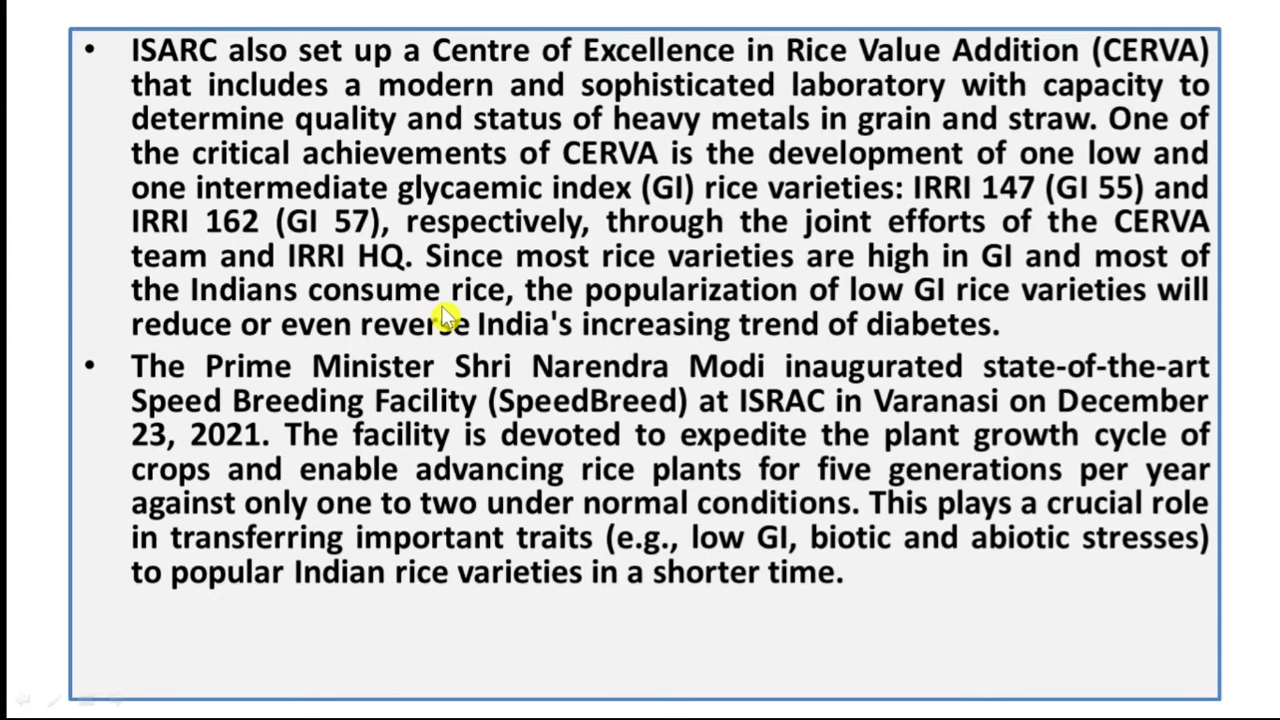 • ISARC also set up a Centre of Excellence in Rice Value Addition (CERVA)
that includes a modern and sophisticated laboratory with capacity to
determine quality and status of heavy metals in grain and straw. One of
the critical achievements of CERVA is the development of one low and
one intermediate glycaemic index (GI) rice varieties: IRRI 147 (GI 55) and
IRRI 162 (GI 57), respectively, through the joint efforts of the CERVA
team and IRRI HQ. Since most rice varieties are high in GI and most of
the Indians consume rice, the popularization of low GI rice varieties will
reduce or even reverse India's increasing trend of diabetes.
• The Prime Minister Shri Narendra Modi inaugurated state-of-the-art
Speed Breeding Facility (SpeedBreed) at ISRAC in Varanasi on December
23, 2021. The facility is devoted to expedite the plant growth cycle of
crops and enable advancing rice plants for five generations per year
against only one to two under normal conditions. This plays a crucial role
in transferring important traits (e.g., low GI, biotic and abiotic stresses)
to popular Indian rice varieties in a shorter time.